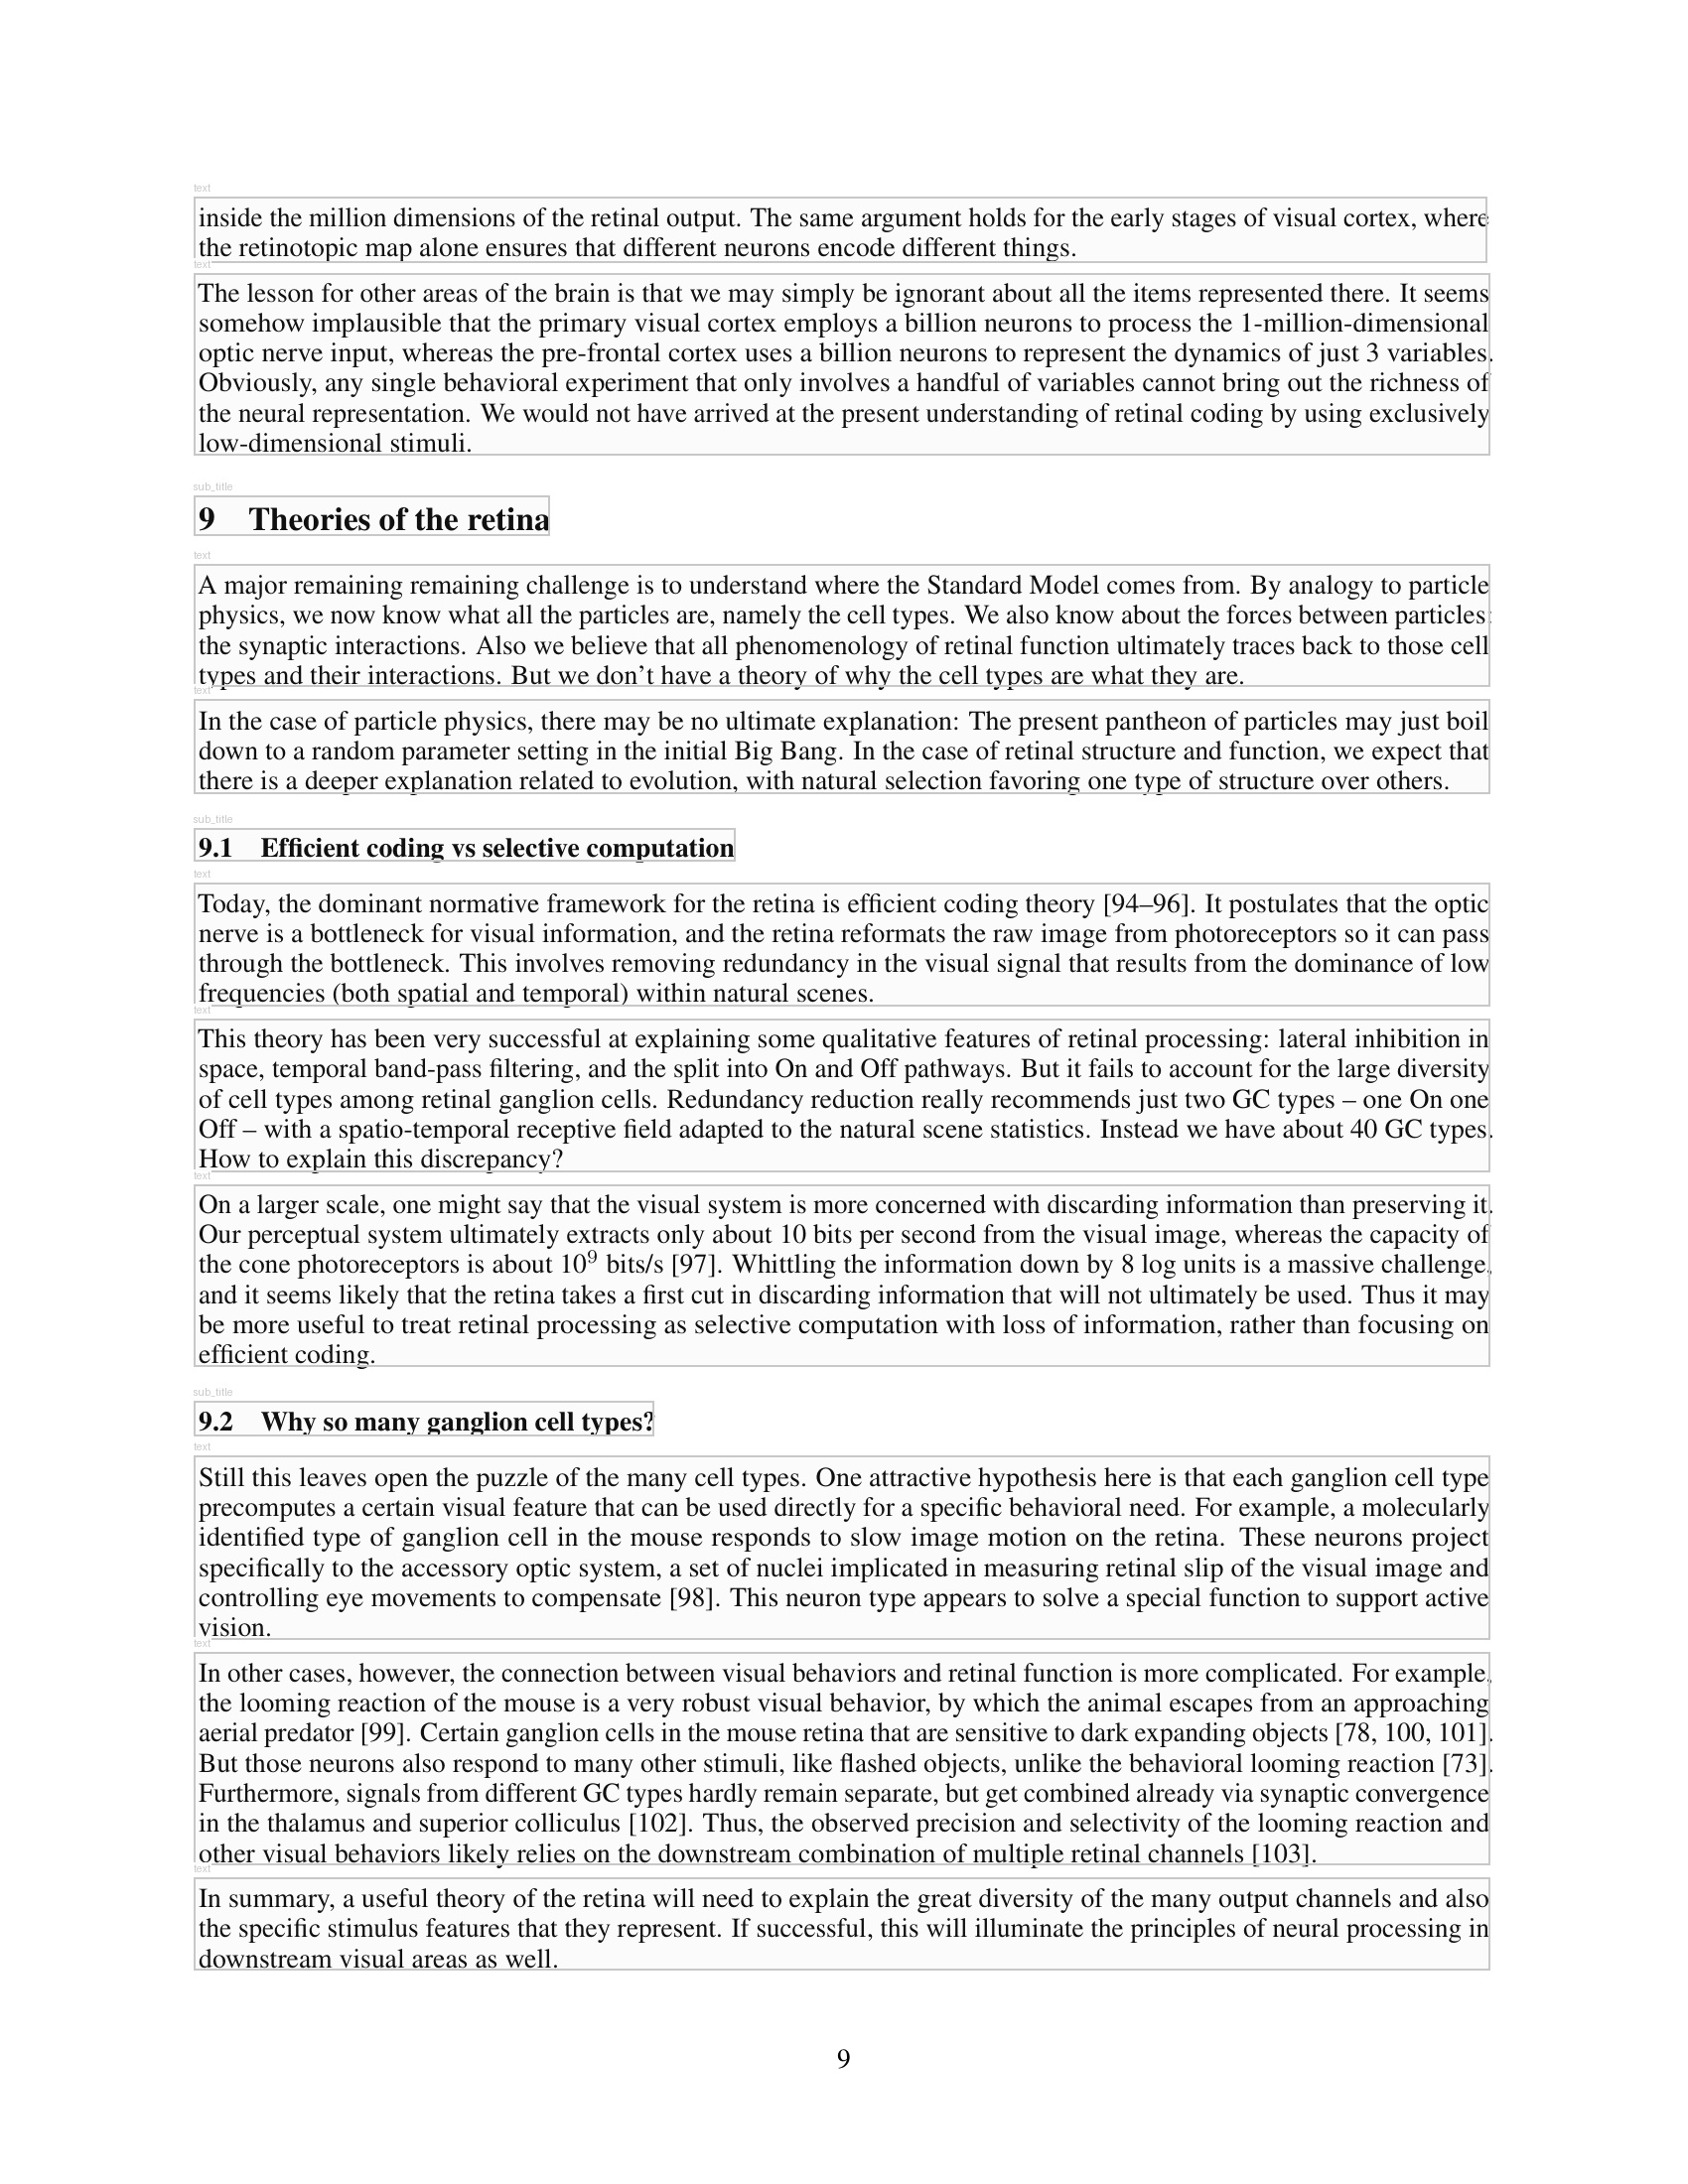 text
inside the million dimensions of the retinal output. The same argument holds for the early stages of visual cortex, where
the retinotopic map alone ensures that different neurons encode different things.
text
The lesson for other areas of the brain is that we may simply be ignorant about all the items represented there. It seems
somehow implausible that the primary visual cortex employs a billion neurons to process the 1-million-dimensional
optic nerve input, whereas the pre-frontal cortex uses a billion neurons to represent the dynamics of just 3 variables.
Obviously, any single behavioral experiment that only involves a handful of variables cannot bring out the richness of
the neural representation. We would not have arrived at the present understanding of retinal coding by using exclusively
low-dimensional stimuli.
sub_title
9 Theories of the retina
text
A major remaining remaining challenge is to understand where the Standard Model comes from. By analogy to particle
physics, we now know what all the particles are, namely the cell types. We also know about the forces between particles:
the synaptic interactions. Also we believe that all phenomenology of retinal function ultimately traces back to those cell
types and their interactions. But we don't have a theory of why the cell types are what they are.
text
In the case of particle physics, there may be no ultimate explanation: The present pantheon of particles may just boil
down to a random parameter setting in the initial Big Bang. In the case of retinal structure and function, we expect that
there is a deeper explanation related to evolution, with natural selection favoring one type of structure over others.
sub_title
9.1 Efficient coding vs selective computation
text
Today, the dominant normative framework for the retina is efficient coding theory [94–96]. It postulates that the optic
nerve is a bottleneck for visual information, and the retina reformats the raw image from photoreceptors so it can pass
through the bottleneck. This involves removing redundancy in the visual signal that results from the dominance of low
frequencies (both spatial and temporal) within natural scenes.
text
This theory has been very successful at explaining some qualitative features of retinal processing: lateral inhibition in
space, temporal band-pass filtering, and the split into On and Off pathways. But it fails to account for the large diversity
of cell types among retinal ganglion cells. Redundancy reduction really recommends just two GC types – one On one
Off – with a spatio-temporal receptive field adapted to the natural scene statistics. Instead we have about 40 GC types.
How to explain this discrepancy?
text
On a larger scale, one might say that the visual system is more concerned with discarding information than preserving it.
Our perceptual system ultimately extracts only about 10 bits per second from the visual image, whereas the capacity of
the cone photoreceptors is about 10⁹ bits/s [97]. Whittling the information down by 8 log units is a massive challenge,
and it seems likely that the retina takes a first cut in discarding information that will not ultimately be used. Thus it may
be more useful to treat retinal processing as selective computation with loss of information, rather than focusing on
efficient coding.
sub_title
9.2 Why so many ganglion cell types?
text
Still this leaves open the puzzle of the many cell types. One attractive hypothesis here is that each ganglion cell type
precomputes a certain visual feature that can be used directly for a specific behavioral need. For example, a molecularly
identified type of ganglion cell in the mouse responds to slow image motion on the retina. These neurons project
specifically to the accessory optic system, a set of nuclei implicated in measuring retinal slip of the visual image and
controlling eye movements to compensate [98]. This neuron type appears to solve a special function to support active
vision.
text
In other cases, however, the connection between visual behaviors and retinal function is more complicated. For example,
the looming reaction of the mouse is a very robust visual behavior, by which the animal escapes from an approaching
aerial predator [99]. Certain ganglion cells in the mouse retina that are sensitive to dark expanding objects [78, 100, 101].
But those neurons also respond to many other stimuli, like flashed objects, unlike the behavioral looming reaction [73].
Furthermore, signals from different GC types hardly remain separate, but get combined already via synaptic convergence
in the thalamus and superior colliculus [102]. Thus, the observed precision and selectivity of the looming reaction and
other visual behaviors likely relies on the downstream combination of multiple retinal channels [103].
text
In summary, a useful theory of the retina will need to explain the great diversity of the many output channels and also
the specific stimulus features that they represent. If successful, this will illuminate the principles of neural processing in
downstream visual areas as well.
9